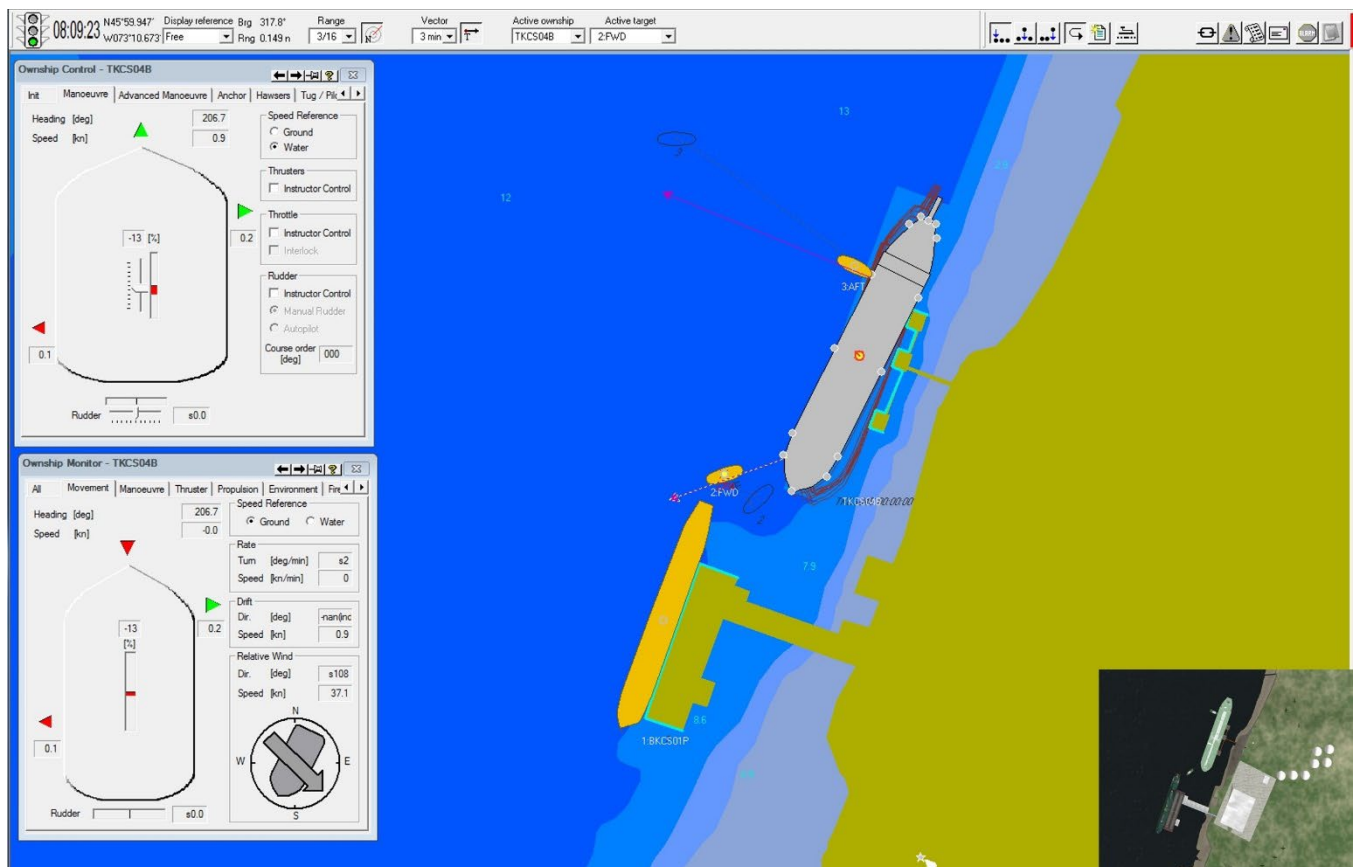 08:09:23
N45°59.947'
W073°10.673'
Display reference
Free
Brg 317.8°
Rng 0.149 n
Range
3/16
N
Vector
3 min
T
Active ownship
TKCS04B
Active target
2:FWD
Ownship Control - TKCS04B
Init Manoeuvre Advanced Manoeuvre Anchor Hawsers Tug / Pilc
Heading [deg] 206.7
Speed [kn] 0.9
-13 [%]
0.2
0.1
Rudder s0.0
Speed Reference
Ground
Water
Thrusters
Instructor Control
Throttle
Instructor Control
Interlock
Rudder
Instructor Control
Manual Rudder
Autopilot
Course order [deg] 000
Ownship Monitor - TKCS04B
All Movement Manoeuvre Thruster Propulsion Environment Fire
Heading [deg] 206.7
Speed [kn] -0.0
-13
[%]
0.2
0.1
Rudder s0.0
Speed Reference
Ground Water
Rate
Turn [deg/min] s2
Speed [kn/min] 0
Drift
Dir. [deg] -nan(inc
Speed [kn] 0.9
Relative Wind
Dir. [deg] s108
Speed [kn] 37.1
N
W E
S
13
12
3
3:AFT
2:FWD
2
7.9
8.6
1:BKCS01P